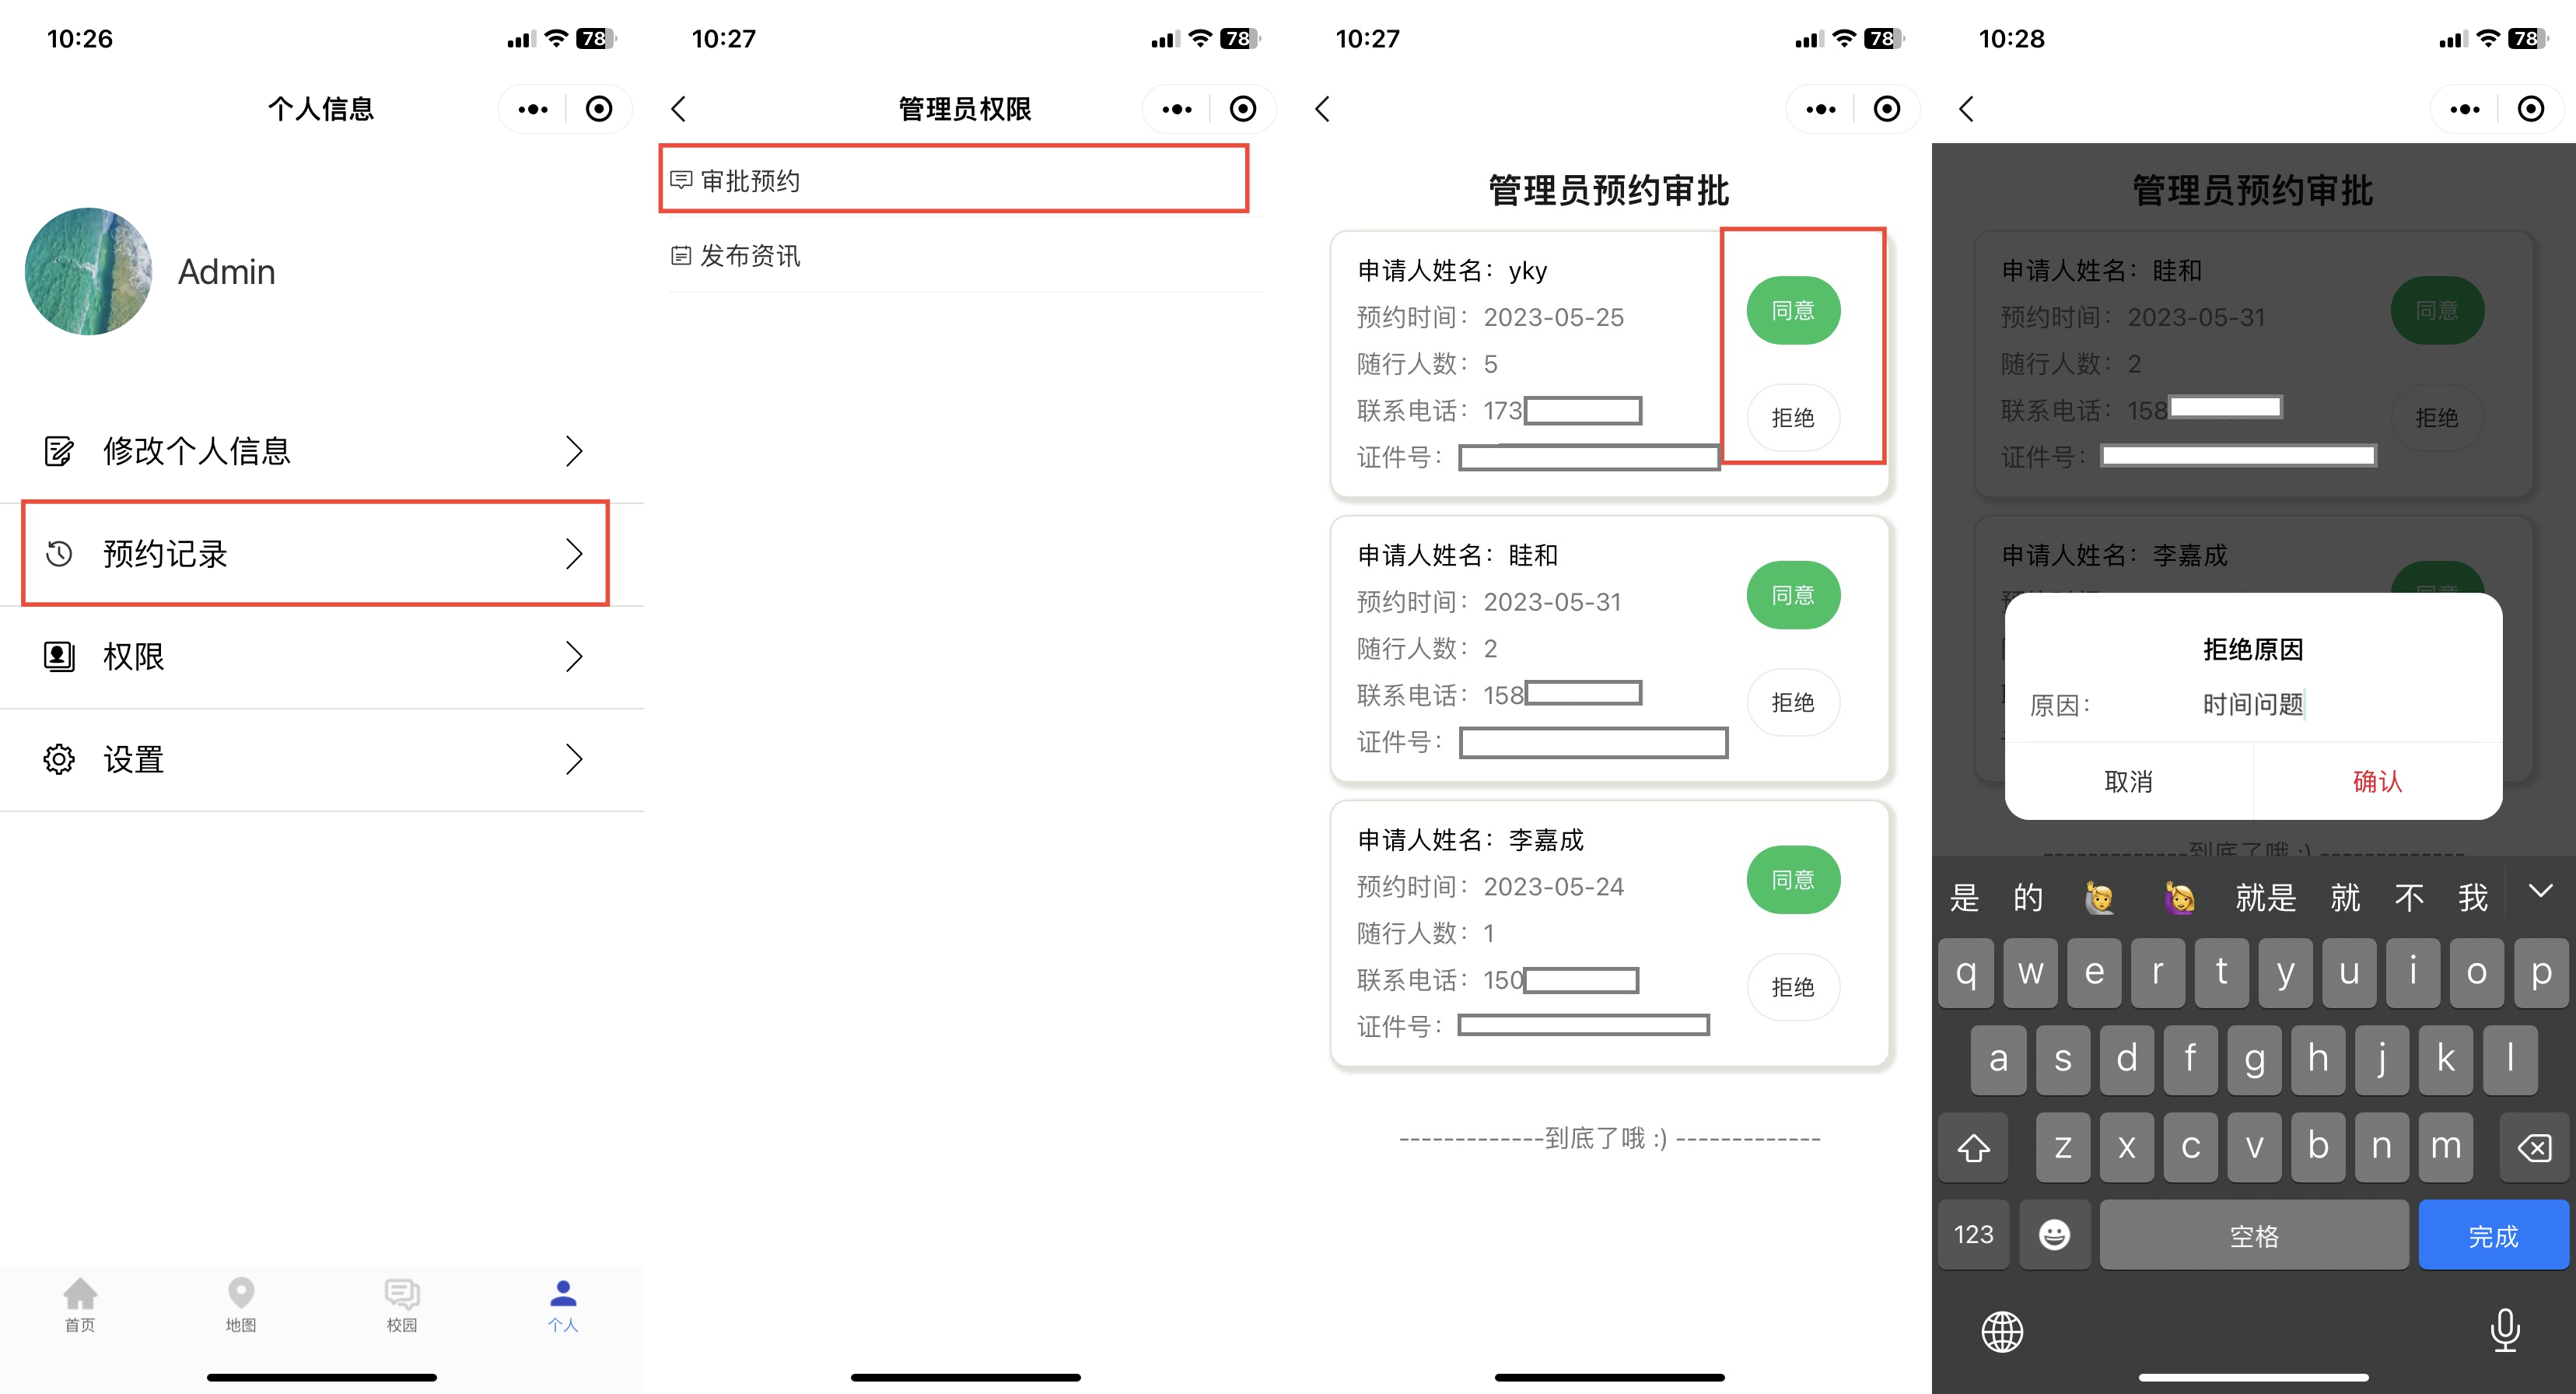 10:26
78
个人信息
Admin
修改个人信息
预约记录
权限
设置
首页
地图
校园
个人
10:27
78
管理员权限
审批预约
发布资讯
10:27
78
管理员预约审批
申请人姓名：yky
预约时间：2023-05-25
随行人数：5
联系电话：173
证件号：
同意
拒绝
申请人姓名：眭和
预约时间：2023-05-31
随行人数：2
联系电话：158
证件号：
同意
拒绝
申请人姓名：李嘉成
预约时间：2023-05-24
随行人数：1
联系电话：150
证件号：
同意
拒绝
-------------到底了哦 :) -------------
10:28
78
管理员预约审批
申请人姓名：眭和
预约时间：2023-05-31
随行人数：2
联系电话：158
证件号：
同意
拒绝
申请人姓名：李嘉成
拒绝原因
原因：
时间问题
取消
确认
-------------到底了哦 :) -------------
是 的 🙋‍♂️ 🙋‍♀️ 就是 就 不 我
q w e r t y u i o p
a s d f g h j k l
z x c v b n m
123
空格
完成